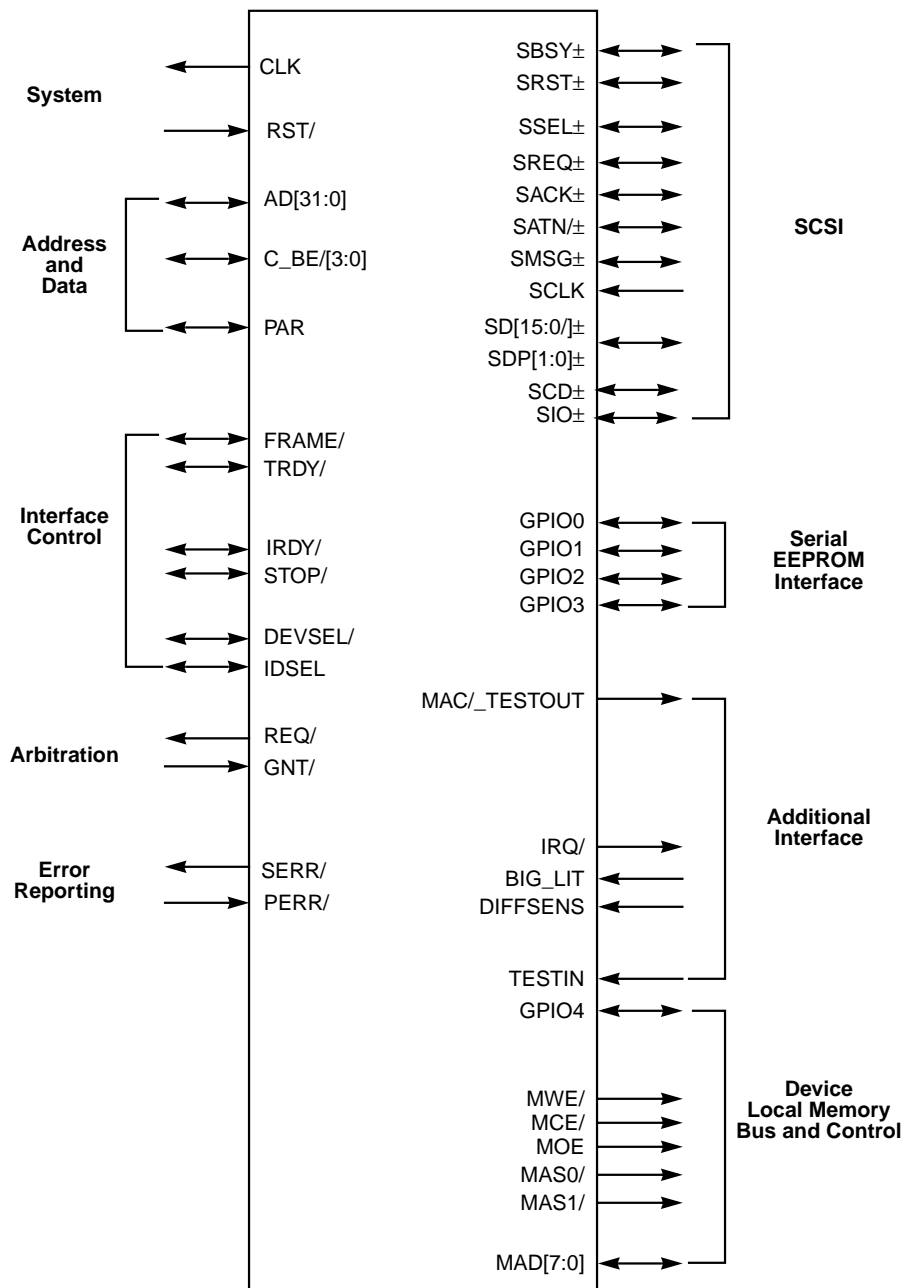 System
CLK
RST/
Address
and
Data
AD[31:0]
C_BE/[3:0]
PAR
Interface
Control
FRAME/
TRDY/
IRDY/
STOP/
DEVSEL/
IDSEL
Arbitration
REQ/
GNT/
Error
Reporting
SERR/
PERR/
SBSY±
SRST±
SSEL±
SREQ±
SACK±
SATN/±
SMSG±
SCLK
SD[15:0/]±
SDP[1:0]±
SCD±
SIO±
SCSI
GPIO0
GPIO1
GPIO2
GPIO3
Serial
EEPROM
Interface
MAC/_TESTOUT
IRQ/
BIG_LIT
DIFFSENS
TESTIN
Additional
Interface
GPIO4
MWE/
MCE/
MOE
MAS0/
MAS1/
MAD[7:0]
Device
Local Memory
Bus and Control